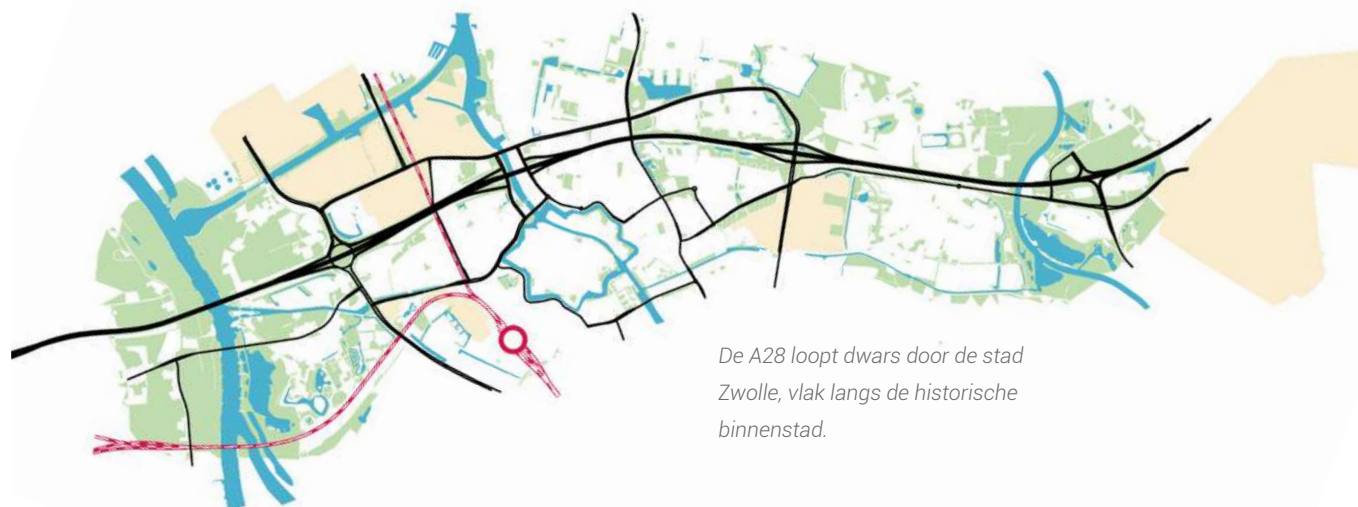 De A28 loopt dwars door de stad
Zwolle, vlak langs de historische
binnenstad.